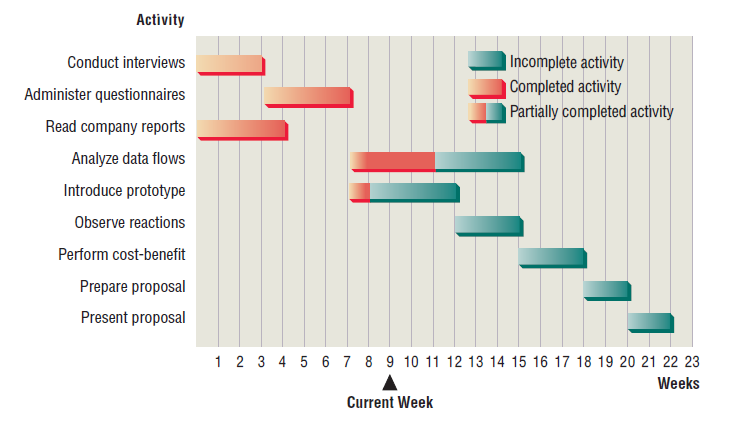 Activity
Conduct interviews
Administer questionnaires
Read company reports
Analyze data flows
Introduce prototype
Observe reactions
Perform cost-benefit
Prepare proposal
Present proposal
Incomplete activity
Completed activity
Partially completed activity
1 2 3 4 5 6 7 8 9 10 11 12 13 14 15 16 17 18 19 20 21 22 23
Weeks
Current Week